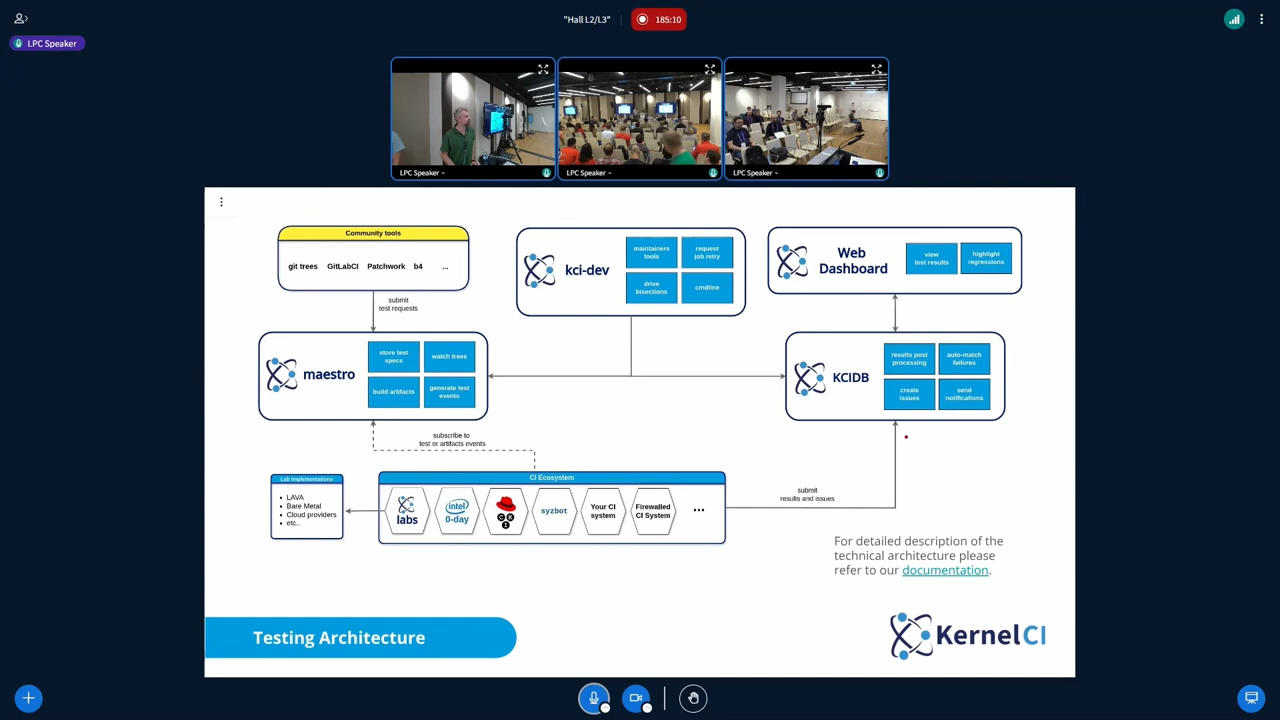 "Hall L2/L3"
185:10
LPC Speaker
LPC Speaker
LPC Speaker
LPC Speaker
Community tools
git trees GitLabCI Patchwork b4 ...
submit
test requests
kci-dev
maintainers
tools
request
job retry
drive
bisections
cmdline
Web
Dashboard
view
test results
highlight
regressions
maestro
store test
specs
watch trees
build artifacts
generate test
events
KCIDB
results post
processing
auto-match
failures
create
issues
send
notifications
subscribe to
test or artifacts events
Lab Implementations
• LAVA
• Bare Metal
• Cloud providers
• etc..
CI Ecosystem
labs
intel
0-day
C K
I
syzbot
Your CI
system
Firewalled
CI System
...
submit
results and issues
For detailed description of the
technical architecture please
refer to our documentation.
Testing Architecture
KernelCI